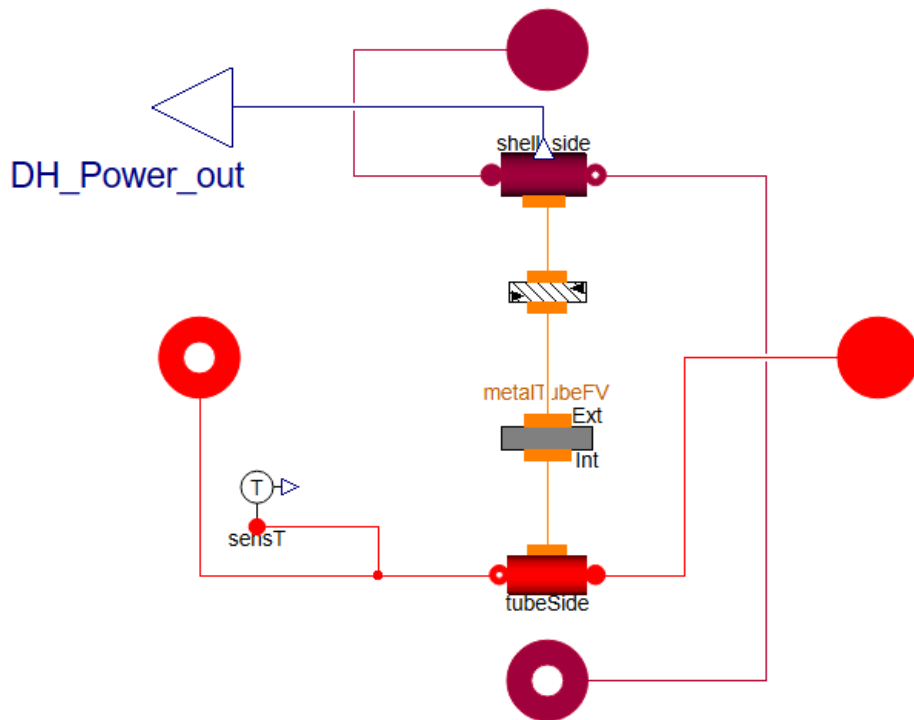 shell_side
DH_Power_out
metalTubeFV
Ext
Int
T
sensT
tubeSide